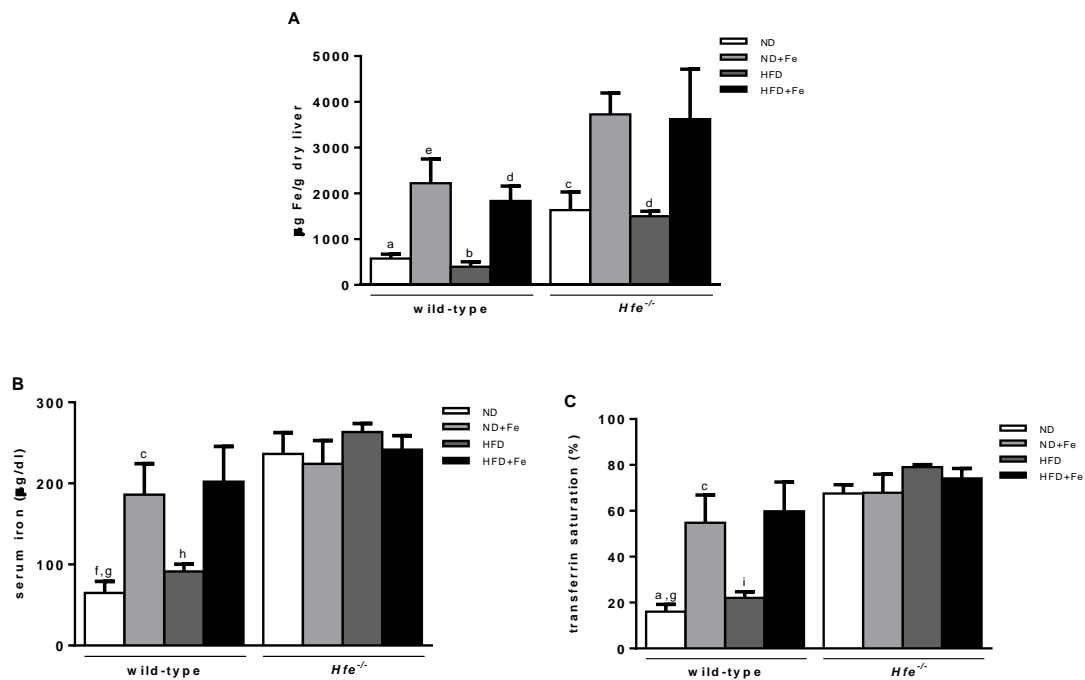 A
ND
ND+Fe
HFD
HFD+Fe
µg Fe/g dry liver
5000
4000
3000
2000
1000
0
a
e
b
d
c
d
wild-type
Hfe-/-
B
ND
ND+Fe
HFD
HFD+Fe
serum iron (µg/dl)
300
200
100
0
f,g
c
h
wild-type
Hfe-/-
C
ND
ND+Fe
HFD
HFD+Fe
transferrin saturation (%)
100
80
60
40
20
0
a,g
c
i
wild-type
Hfe-/-